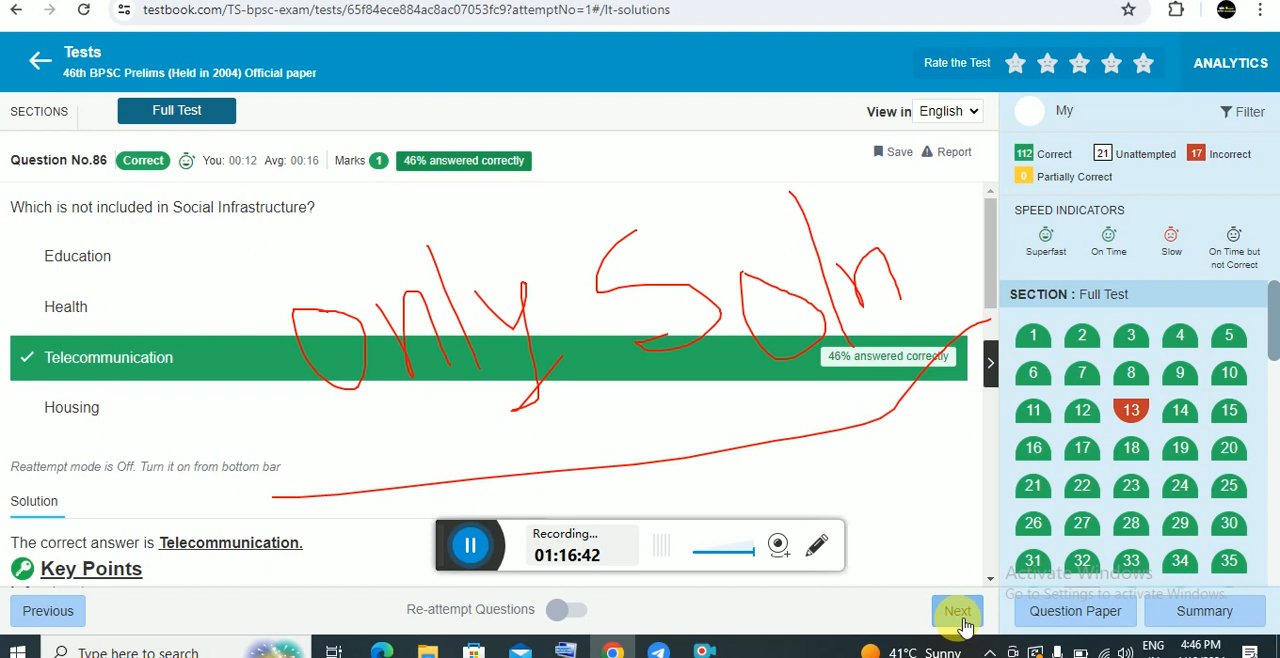 testbook.com/TS-bpsc-exam/tests/65f84ece884ac8ac07053fc9?attemptNo=1#/lt-solutions
Tests
46th BPSC Prelims (Held in 2004) Official paper
Rate the Test
ANALYTICS
SECTIONS
Full Test
View in English
My
Filter
Question No.86 Correct You: 00:12 Avg: 00:16 Marks 1 46% answered correctly
Save Report
112 Correct 21 Unattempted 17 Incorrect
0 Partially Correct
Which is not included in Social Infrastructure?
Education
Health
Telecommunication
46% answered correctly
Housing
only Soln
Reattempt mode is Off. Turn it on from bottom bar
Solution
The correct answer is Telecommunication.
Key Points
SPEED INDICATORS
Superfast On Time Slow On Time but not Correct
SECTION : Full Test
1 2 3 4 5
6 7 8 9 10
11 12 13 14 15
16 17 18 19 20
21 22 23 24 25
26 27 28 29 30
31 32 33 34 35
Recording...
01:16:42
Activate Windows
Go to Settings to activate Windows.
Previous
Re-attempt Questions
Next
Question Paper
Summary
Type here to search
41°C Sunny
ENG
4:46 PM